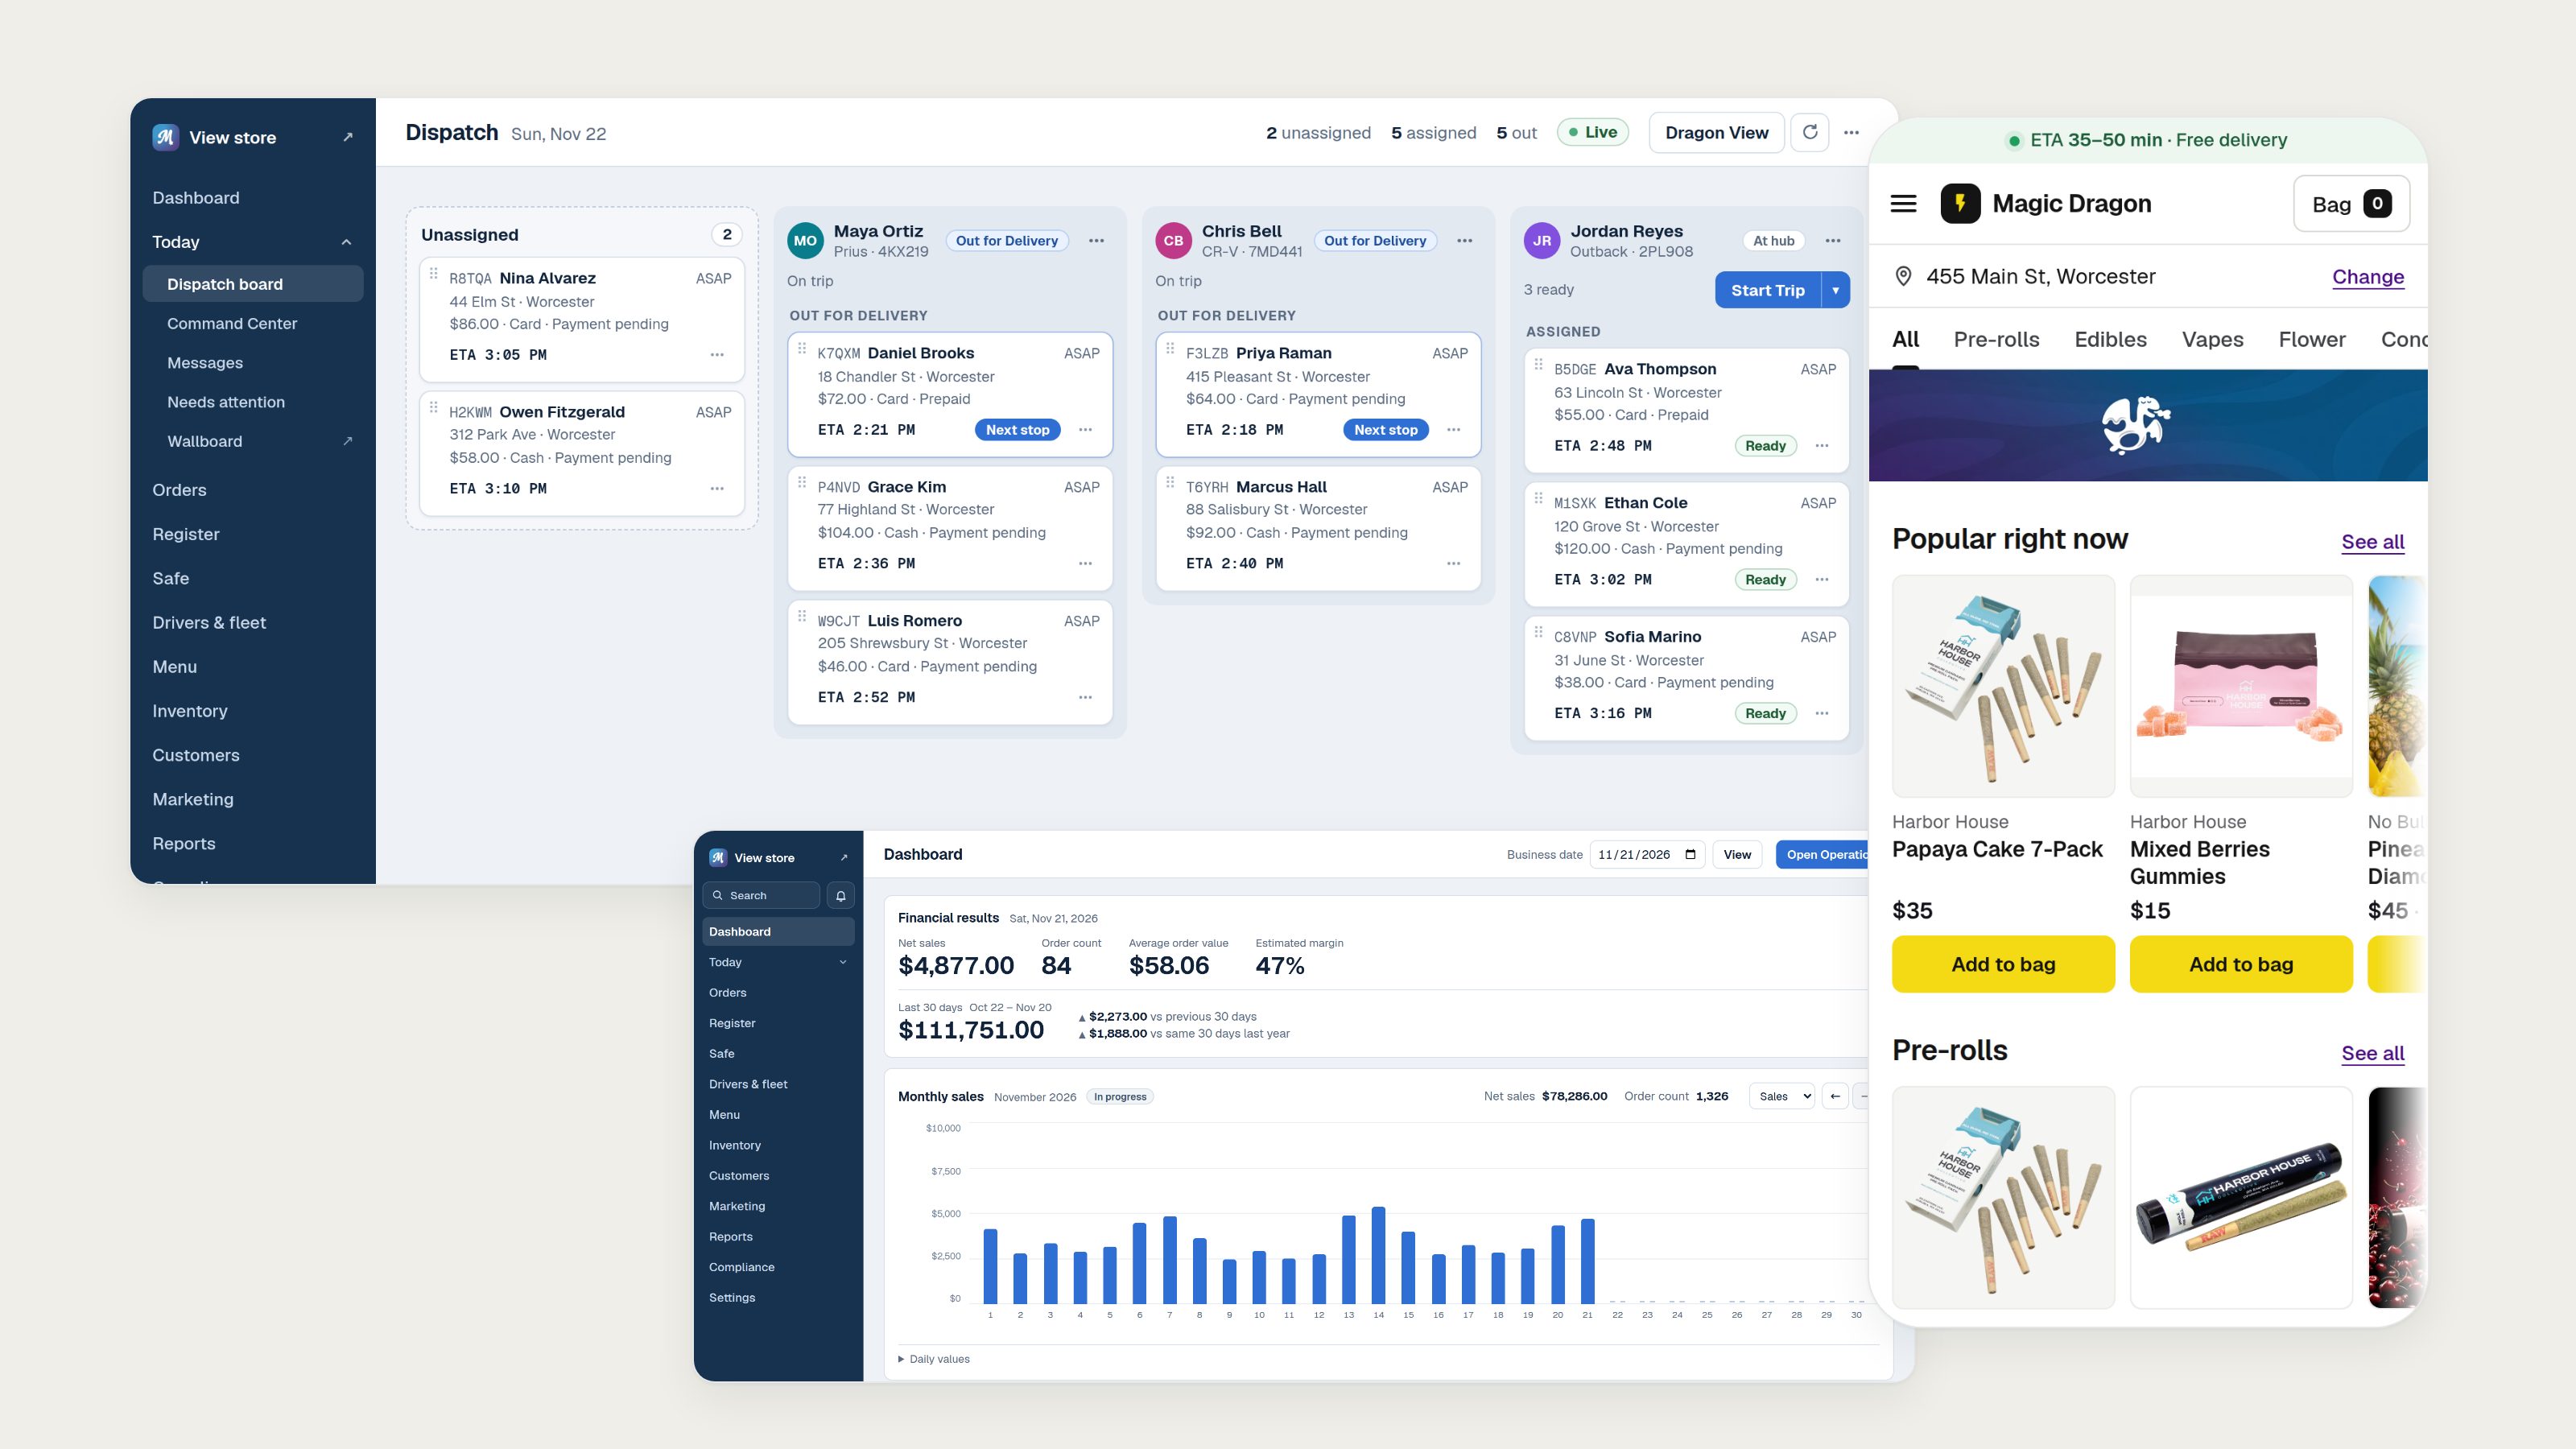 View store ↗
Dashboard
Today
Dispatch board
Command Center
Messages
Needs attention
Wallboard ↗
Orders
Register
Safe
Drivers & fleet
Menu
Inventory
Customers
Marketing
Reports
Dispatch Sun, Nov 22
2 unassigned 5 assigned 5 out Live Dragon View
Unassigned 2
R8TQA Nina Alvarez ASAP
44 Elm St · Worcester
$86.00 · Card · Payment pending
ETA 3:05 PM
H2KWM Owen Fitzgerald ASAP
312 Park Ave · Worcester
$58.00 · Cash · Payment pending
ETA 3:10 PM
MO Maya Ortiz Out for Delivery
Prius · 4KX219
On trip
OUT FOR DELIVERY
K7QXM Daniel Brooks ASAP
18 Chandler St · Worcester
$72.00 · Card · Prepaid
ETA 2:21 PM Next stop
P4NVD Grace Kim ASAP
77 Highland St · Worcester
$104.00 · Cash · Payment pending
ETA 2:36 PM
W9CJT Luis Romero ASAP
205 Shrewsbury St · Worcester
$46.00 · Card · Payment pending
ETA 2:52 PM
CB Chris Bell Out for Delivery
CR-V · 7MD441
On trip
OUT FOR DELIVERY
F3LZB Priya Raman ASAP
415 Pleasant St · Worcester
$64.00 · Card · Payment pending
ETA 2:18 PM Next stop
T6YRH Marcus Hall ASAP
88 Salisbury St · Worcester
$92.00 · Cash · Payment pending
ETA 2:40 PM
JR Jordan Reyes At hub
Outback · 2PL908
3 ready Start Trip
ASSIGNED
B5DGE Ava Thompson ASAP
63 Lincoln St · Worcester
$55.00 · Card · Prepaid
ETA 2:48 PM Ready
M1SXK Ethan Cole ASAP
120 Grove St · Worcester
$120.00 · Cash · Payment pending
ETA 3:02 PM Ready
C8VNP Sofia Marino ASAP
31 June St · Worcester
$38.00 · Card · Payment pending
ETA 3:16 PM Ready
View store ↗
Search
Dashboard
Today
Orders
Register
Safe
Drivers & fleet
Menu
Inventory
Customers
Marketing
Reports
Compliance
Settings
Dashboard
Business date 11/21/2026 View Open Operatio
Financial results Sat, Nov 21, 2026
Net sales Order count Average order value Estimated margin
$4,877.00 84 $58.06 47%
Last 30 days Oct 22 – Nov 20
$111,751.00
▲ $2,273.00 vs previous 30 days
▲ $1,888.00 vs same 30 days last year
Monthly sales November 2026 In progress
Net sales $78,286.00 Order count 1,326 Sales ←
$10,000
$7,500
$5,000
$2,500
$0
1 2 3 4 5 6 7 8 9 10 11 12 13 14 15 16 17 18 19 20 21 22 23 24 25 26 27 28 29 30
Daily values
ETA 35–50 min · Free delivery
Magic Dragon
Bag 0
455 Main St, Worcester Change
All Pre-rolls Edibles Vapes Flower Conc
Popular right now See all
HARBOR
HOUSE
HARBOR
HOUSE
Harbor House
Papaya Cake 7-Pack
$35
Add to bag
Harbor House
Mixed Berries
Gummies
$15
Add to bag
No Bul
Pinea
Diamo
$45 ·
Pre-rolls See all
HARBOR
HOUSE
HARBOR HOUSE
RAW